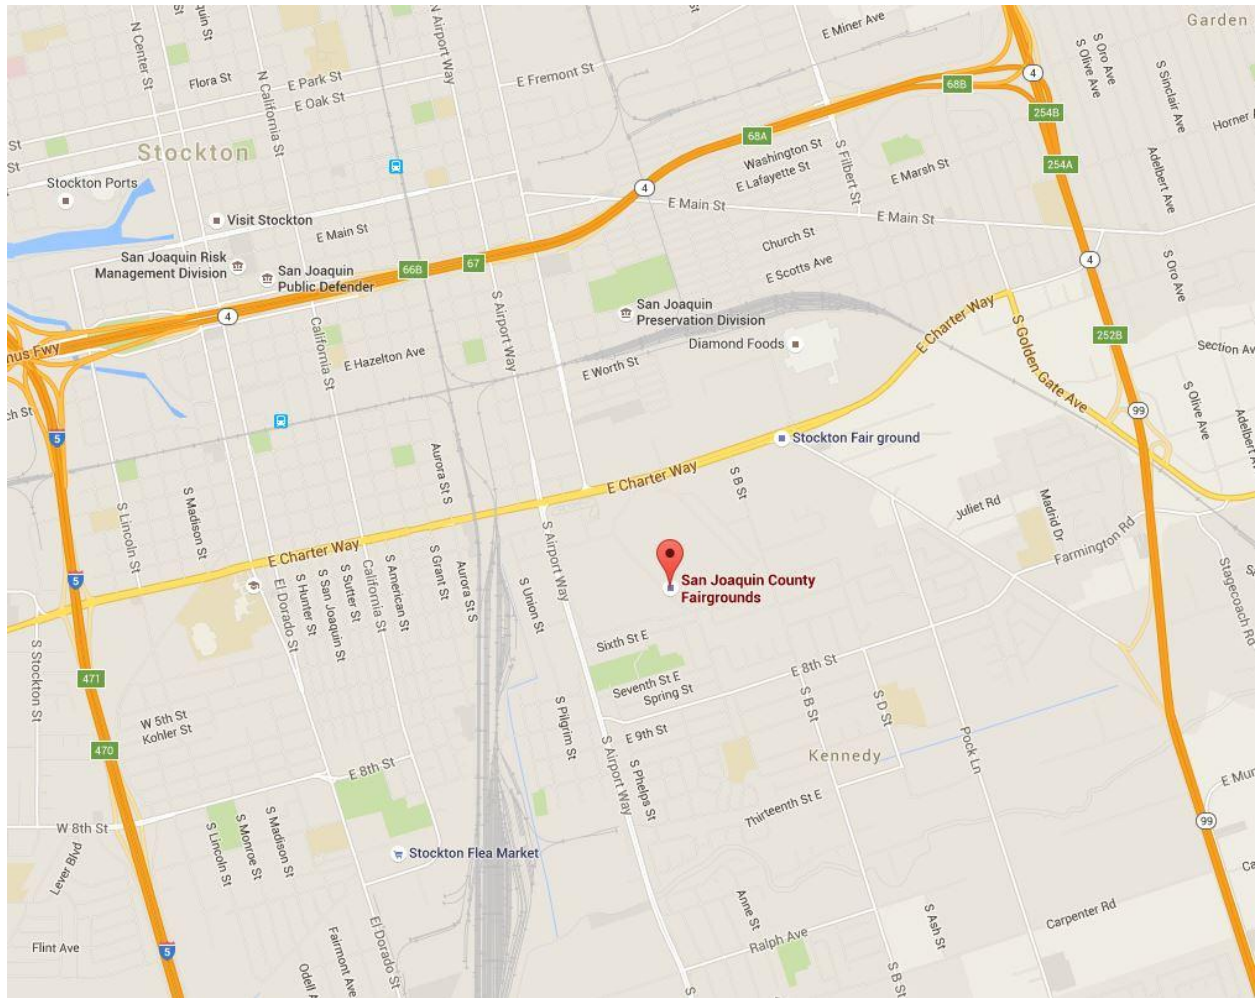 Garden
E Miner Ave
N Center St
N Airport Way
Flora St
E Park St
E Oak St
N California St
E Fremont St
4
68B
S Oro Ave
S Olive Ave
S Sinclair Ave
254B
Stockton
68A
Washington St
E Lafayette St
S Filbert St
E Marsh St
254A
Adelbert Ave
Stockton Ports
4
E Main St
E Main St
Visit Stockton
E Main St
Church St
San Joaquin Risk
Management Division
San Joaquin
Public Defender
66B
67
E Scotts Ave
4
S Oro Ave
4
S Airport Way
San Joaquin
Preservation Division
Diamond Foods
E Charter Way
S Golden Gate Ave
252B
Section Av
California St
E Hazelton Ave
E Worth St
nus Fwy
5
99
S Olive Ave
Stockton Fair ground
Aurora St S
E Charter Way
S B St
S Lincoln St
S Madison St
Juliet Rd
Madrid Dr
Farmington Rd
E Charter Way
S Airport Way
5
El Dorado St
S Hunter St
S San Joaquin St
S Sutter St
California St
S American St
S Grant St
Aurora St S
S Union St
San Joaquin County
Fairgrounds
Stagecoach Rd
S Stockton St
Sixth St E
471
Seventh St E
Spring St
E 8th St
W 5th St
Kohler St
S Pilgrim St
S B St
S D St
470
E 9th St
S Airport Way
Kennedy
Pock Ln
E 8th St
S Phelps St
Thirteenth St E
E Mun
W 8th St
99
S Lincoln St
S Monroe St
S Madison St
Lever Blvd
Stockton Flea Market
Anne St
S Ash St
Carpenter Rd
Flint Ave
Fairmont Ave
El Dorado St
Ralph Ave
S B St
5